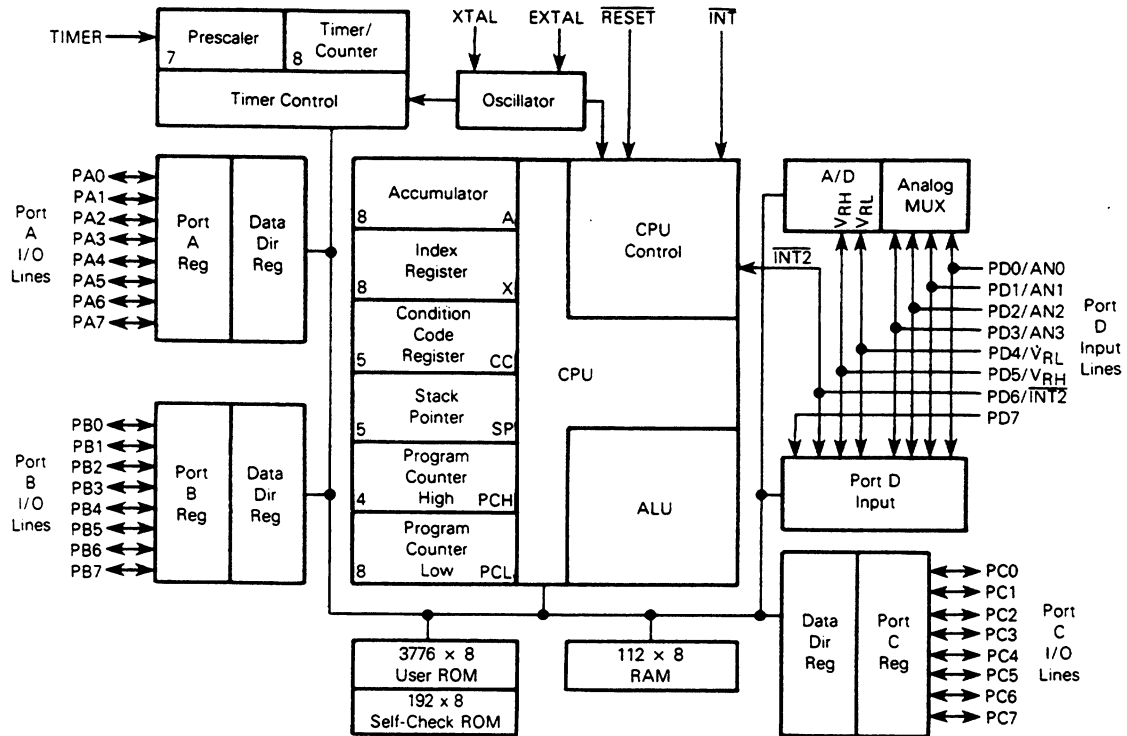 XTAL EXTAL RESET INT
TIMER
Prescaler
7
Timer/
Counter
8
Timer Control
Oscillator
Port
A
I/O
Lines
PA0
PA1
PA2
PA3
PA4
PA5
PA6
PA7
Port
A
Reg
Data
Dir
Reg
Accumulator
8 A
Index
Register
8 X
Condition
Code
Register
5 CC
Stack
Pointer
5 SP
Program
Counter
High
4 PCH
Program
Counter
Low
8 PCL
CPU
CPU
Control
ALU
INT2
A/D
VRH
VRL
Analog
MUX
PD0/AN0
PD1/AN1
PD2/AN2
PD3/AN3
PD4/VRL
PD5/VRH
PD6/INT2
PD7
Port
D
Input
Lines
Port D
Input
Port
B
I/O
Lines
PB0
PB1
PB2
PB3
PB4
PB5
PB6
PB7
Port
B
Reg
Data
Dir
Reg
3776 × 8
User ROM
192 x 8
Self-Check ROM
112 × 8
RAM
Data
Dir
Reg
Port
C
Reg
PC0
PC1
PC2
PC3
PC4
PC5
PC6
PC7
Port
C
I/O
Lines